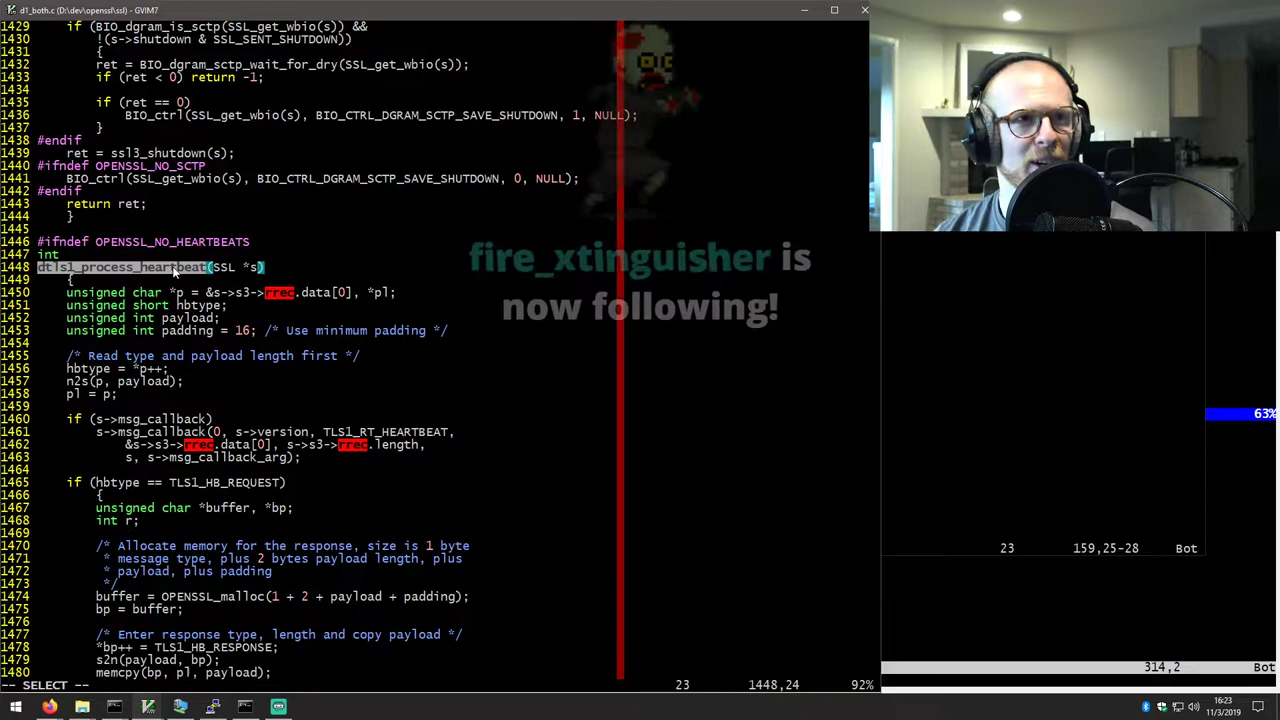 d1_both.c (D:\dev\openssl\ssl) - GVIM7
1429     if (BIO_dgram_is_sctp(SSL_get_wbio(s)) &&
1430         !(s->shutdown & SSL_SENT_SHUTDOWN))
1431         {
1432         ret = BIO_dgram_sctp_wait_for_dry(SSL_get_wbio(s));
1433         if (ret < 0) return -1;
1434
1435         if (ret == 0)
1436             BIO_ctrl(SSL_get_wbio(s), BIO_CTRL_DGRAM_SCTP_SAVE_SHUTDOWN, 1, NULL);
1437         }
1438 #endif
1439     ret = ssl3_shutdown(s);
1440 #ifndef OPENSSL_NO_SCTP
1441     BIO_ctrl(SSL_get_wbio(s), BIO_CTRL_DGRAM_SCTP_SAVE_SHUTDOWN, 0, NULL);
1442 #endif
1443     return ret;
1444     }
1445
1446 #ifndef OPENSSL_NO_HEARTBEATS
1447 int
1448 dtls1_process_heartbeat(SSL *s)
1449     {
1450     unsigned char *p = &s->s3->rrec.data[0], *pl;
1451     unsigned short hbtype;
1452     unsigned int payload;
1453     unsigned int padding = 16; /* Use minimum padding */
1454
1455     /* Read type and payload length first */
1456     hbtype = *p++;
1457     n2s(p, payload);
1458     pl = p;
1459
1460     if (s->msg_callback)
1461         s->msg_callback(0, s->version, TLS1_RT_HEARTBEAT,
1462             &s->s3->rrec.data[0], s->s3->rrec.length,
1463             s, s->msg_callback_arg);
1464
1465     if (hbtype == TLS1_HB_REQUEST)
1466         {
1467         unsigned char *buffer, *bp;
1468         int r;
1469
1470         /* Allocate memory for the response, size is 1 byte
1471          * message type, plus 2 bytes payload length, plus
1472          * payload, plus padding
1473          */
1474         buffer = OPENSSL_malloc(1 + 2 + payload + padding);
1475         bp = buffer;
1476
1477         /* Enter response type, length and copy payload */
1478         *bp++ = TLS1_HB_RESPONSE;
1479         s2n(payload, bp);
1480         memcpy(bp, pl, payload);
-- SELECT -- 23 1448,24 92%
fire_xtinguisher is
now following!
63%
23 159,25-28 Bot
314,2 Bot
16:23
11/3/2019